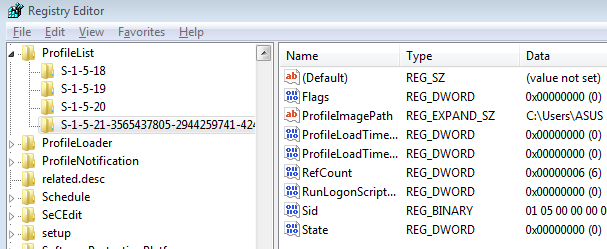 Registry Editor
File Edit View Favorites Help
ProfileList
S-1-5-18
S-1-5-19
S-1-5-20
S-1-5-21-3565437805-2944259741-424
ProfileLoader
ProfileNotification
related.desc
Schedule
SeCEdit
setup
Name Type Data
(Default) REG_SZ (value not set)
Flags REG_DWORD 0x00000000 (0)
ProfileImagePath REG_EXPAND_SZ C:\Users\ASUS
ProfileLoadTime... REG_DWORD 0x00000000 (0)
ProfileLoadTime... REG_DWORD 0x00000000 (0)
RefCount REG_DWORD 0x00000006 (6)
RunLogonScript... REG_DWORD 0x00000000 (0)
Sid REG_BINARY 01 05 00 00 00 0
State REG_DWORD 0x00000000 (0)